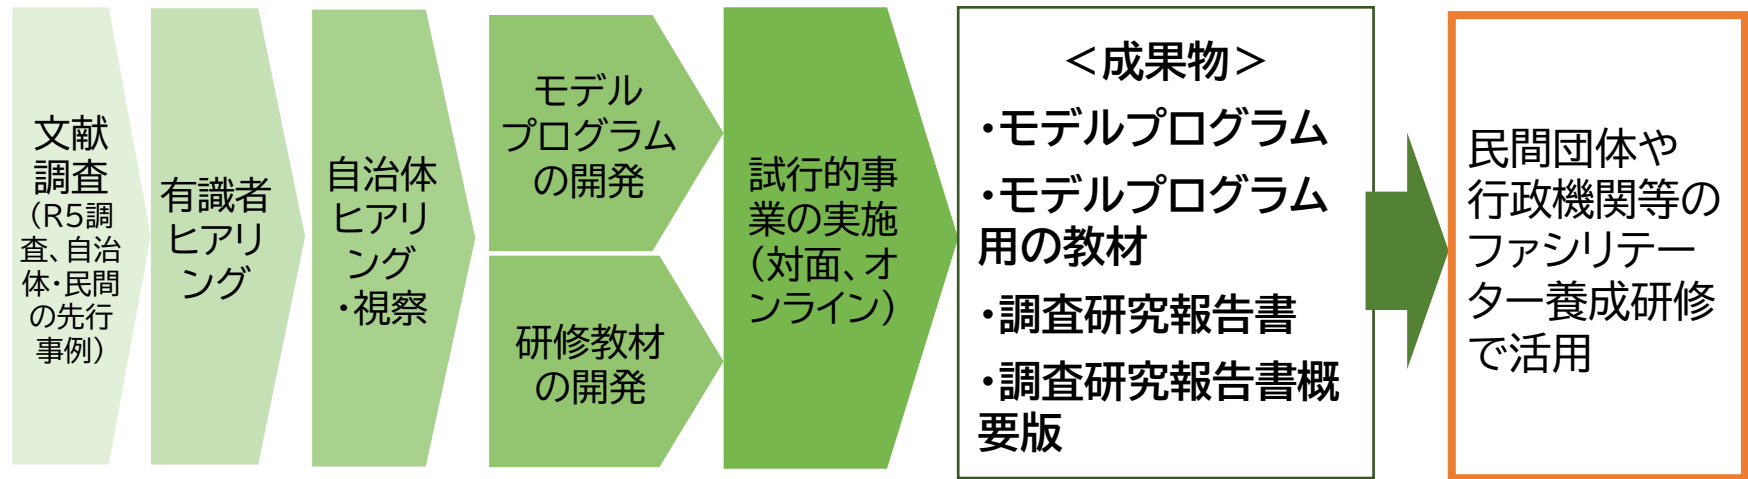 文献
調査
（R5調
査、自治
体・民間
の先行
事例）
有識者
ヒアリ
ング
自治体
ヒアリ
ング
・視察
モデル
プログラム
の開発
研修教材
の開発
試行的事
業の実施
（対面、オ
ンライン）
＜成果物＞
・モデルプログラム
・モデルプログラム
用の教材
・調査研究報告書
・調査研究報告書概
要版
民間団体や
行政機関等の
ファシリテー
ター養成研修
で活用